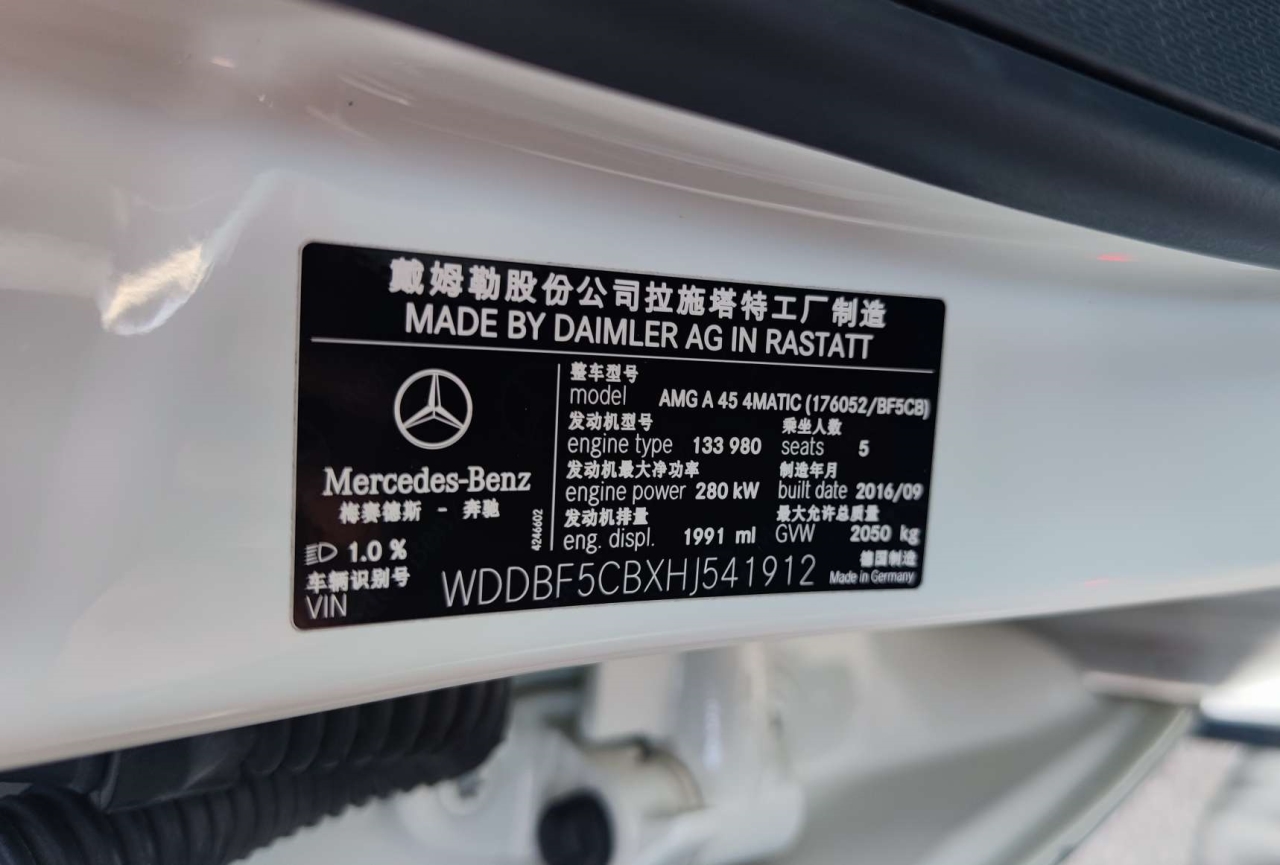 戴姆勒股份公司拉施塔特工厂制造
MADE BY DAIMLER AG IN RASTATT
Mercedes-Benz
梅赛德斯 - 奔驰
1.0 %
4246602
整车型号
model AMG A 45 4MATIC (176052/BF5CB)
发动机型号 乘坐人数
engine type 133 980 seats 5
发动机最大净功率 制造年月
engine power 280 kW built date 2016/09
发动机排量 最大允许总质量
eng. displ. 1991 ml GVW 2050 kg
车辆识别号 德国制造
VIN WDDBF5CBXHJ541912 Made in Germany